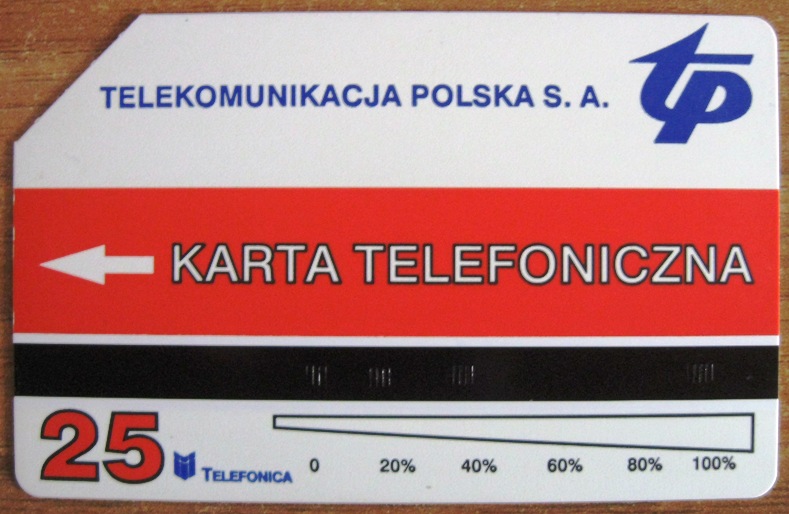 TELEKOMUNIKACJA POLSKA S. A.
TP
KARTA TELEFONICZNA
25
TELEFONICA
0 20% 40% 60% 80% 100%